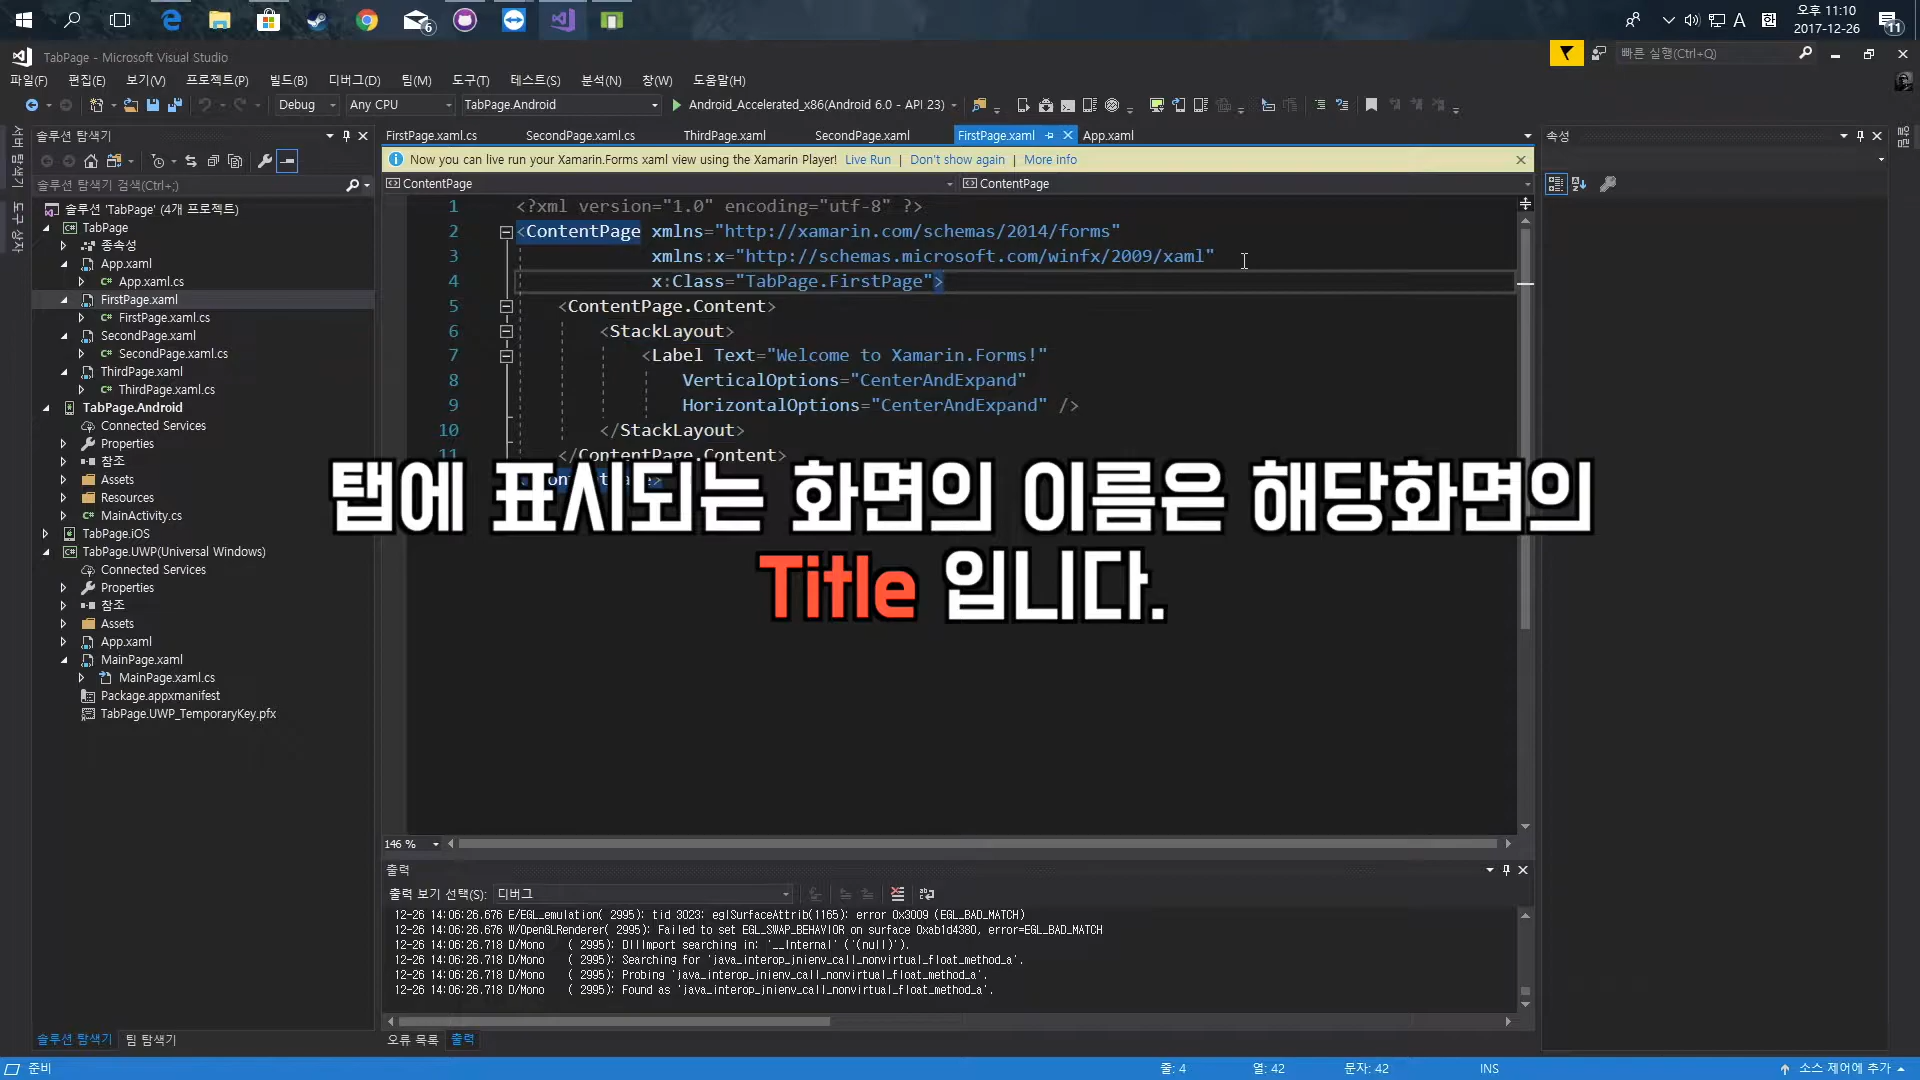 6
오후 11:10
2017-12-26
A
11
TabPage - Microsoft Visual Studio
빠른 실행(Ctrl+Q)
파일(F) 편집(E) 보기(V) 프로젝트(P) 빌드(B) 디버그(D) 팀(M) 도구(T) 테스트(S) 분석(N) 창(W) 도움말(H)
Debug Any CPU TabPage.Android Android_Accelerated_x86(Android 6.0 - API 23)
서버 탐색기
도구 상자
솔루션 탐색기
솔루션 탐색기 검색(Ctrl+;)
솔루션 'TabPage' (4개 프로젝트)
TabPage
종속성
App.xaml
App.xaml.cs
FirstPage.xaml
FirstPage.xaml.cs
SecondPage.xaml
SecondPage.xaml.cs
ThirdPage.xaml
ThirdPage.xaml.cs
TabPage.Android
Connected Services
Properties
참조
Assets
Resources
MainActivity.cs
TabPage.iOS
TabPage.UWP(Universal Windows)
Connected Services
Properties
참조
Assets
App.xaml
MainPage.xaml
MainPage.xaml.cs
Package.appxmanifest
TabPage.UWP_TemporaryKey.pfx
솔루션 탐색기 팀 탐색기
FirstPage.xaml.cs SecondPage.xaml.cs ThirdPage.xaml SecondPage.xaml FirstPage.xaml App.xaml
Now you can live run your Xamarin.Forms xaml view using the Xamarin Player! Live Run | Don't show again | More info
ContentPage ContentPage
1 <?xml version="1.0" encoding="utf-8" ?>
2 <ContentPage xmlns="http://xamarin.com/schemas/2014/forms"
3 xmlns:x="http://schemas.microsoft.com/winfx/2009/xaml"
4 x:Class="TabPage.FirstPage">
5 <ContentPage.Content>
6 <StackLayout>
7 <Label Text="Welcome to Xamarin.Forms!"
8 VerticalOptions="CenterAndExpand"
9 HorizontalOptions="CenterAndExpand" />
10 </StackLayout>
11 </ContentPage.Content>
탭에 표시되는 화면의 이름은 해당화면의
Title 입니다.
146 %
출력
출력 보기 선택(S): 디버그
12-26 14:06:26.676 E/EGL_emulation( 2995): tid 3023: eglSurfaceAttrib(1165): error 0x3009 (EGL_BAD_MATCH)
12-26 14:06:26.676 W/OpenGLRenderer( 2995): Failed to set EGL_SWAP_BEHAVIOR on surface 0xab1d4380, error=EGL_BAD_MATCH
12-26 14:06:26.718 D/Mono ( 2995): DllImport searching in: '__Internal' ('(null)').
12-26 14:06:26.718 D/Mono ( 2995): Searching for 'java_interop_jnienv_call_nonvirtual_float_method_a'.
12-26 14:06:26.718 D/Mono ( 2995): Probing 'java_interop_jnienv_call_nonvirtual_float_method_a'.
12-26 14:06:26.718 D/Mono ( 2995): Found as 'java_interop_jnienv_call_nonvirtual_float_method_a'.
오류 목록 출력
속성
알림
준비 줄: 4 열: 42 문자: 42 INS 소스 제어에 추가